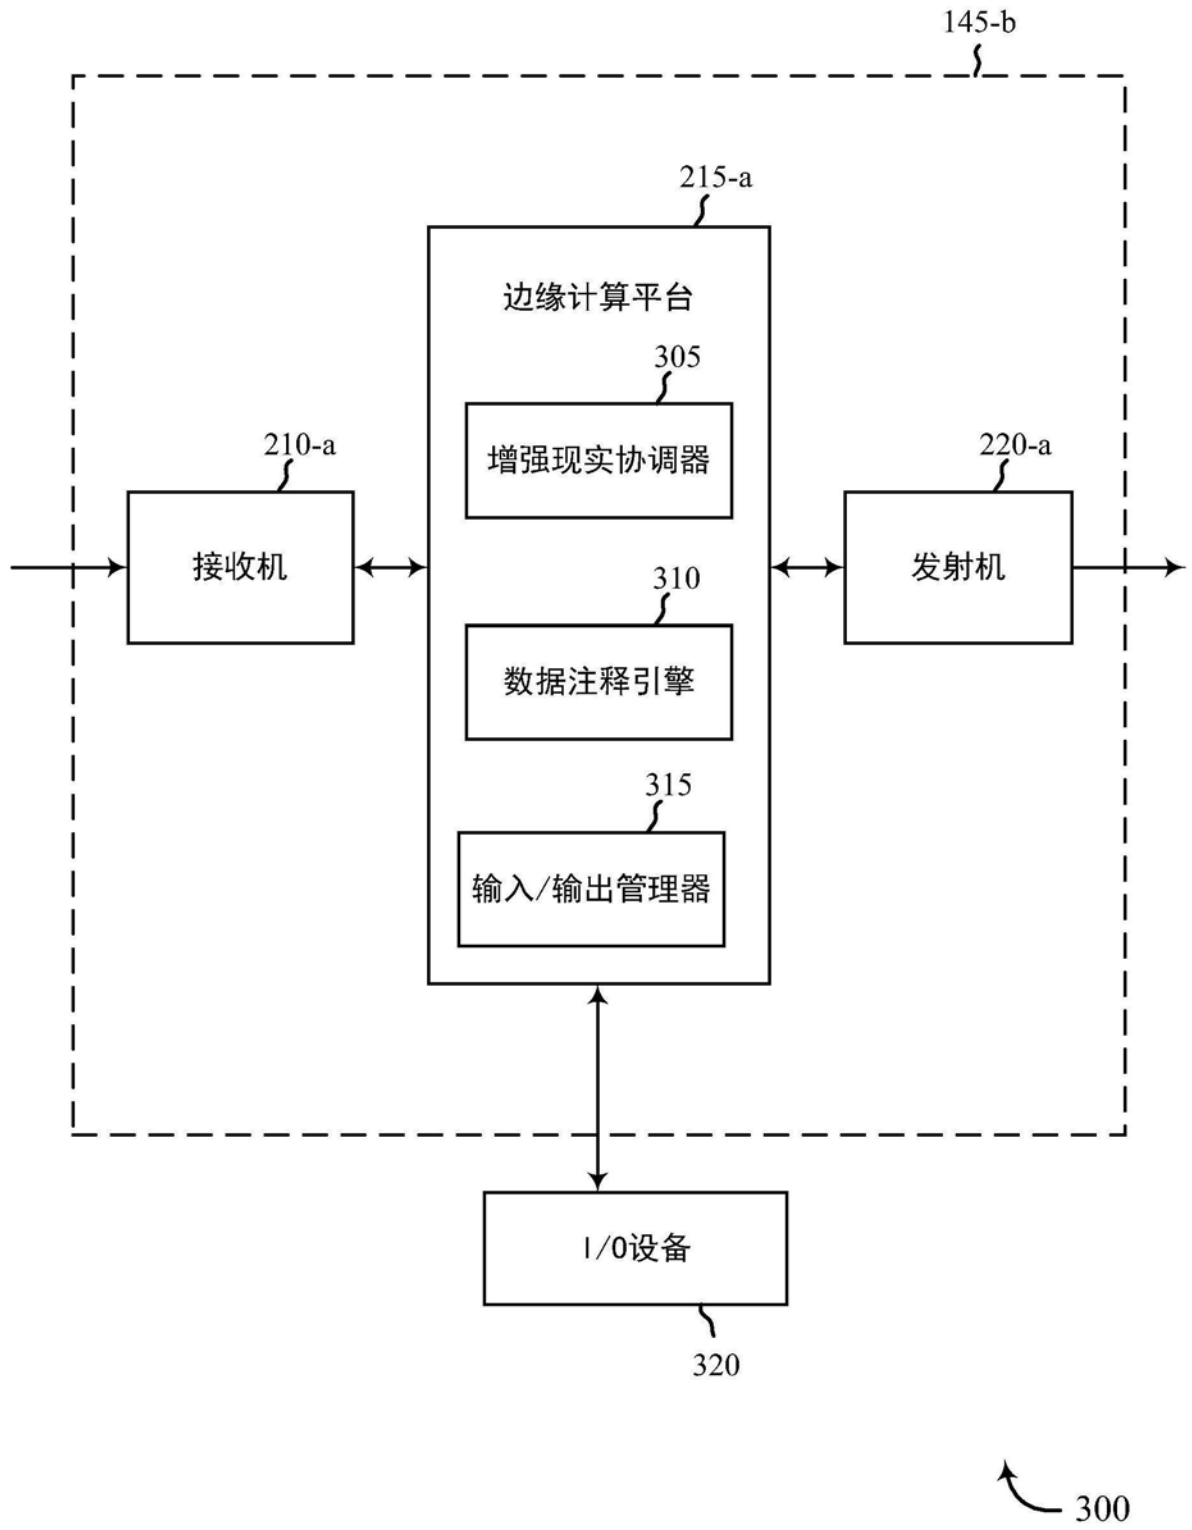 145-b
215-a
边缘计算平台
305
增强现实协调器
210-a
接收机
220-a
发射机
310
数据注释引擎
315
输入/输出管理器
I/O设备
320
300